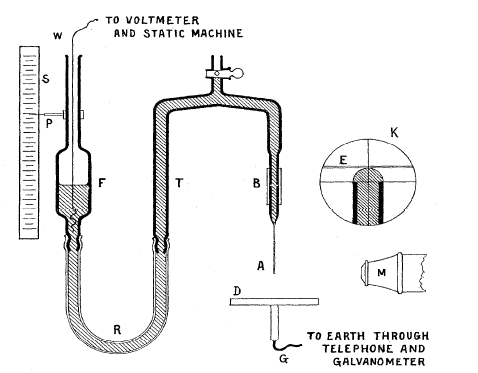 TO VOLTMETER
AND STATIC MACHINE
W
S
P
F
T
B
E
K
A
M
D
R
G
TO EARTH THROUGH
TELEPHONE AND
GALVANOMETER